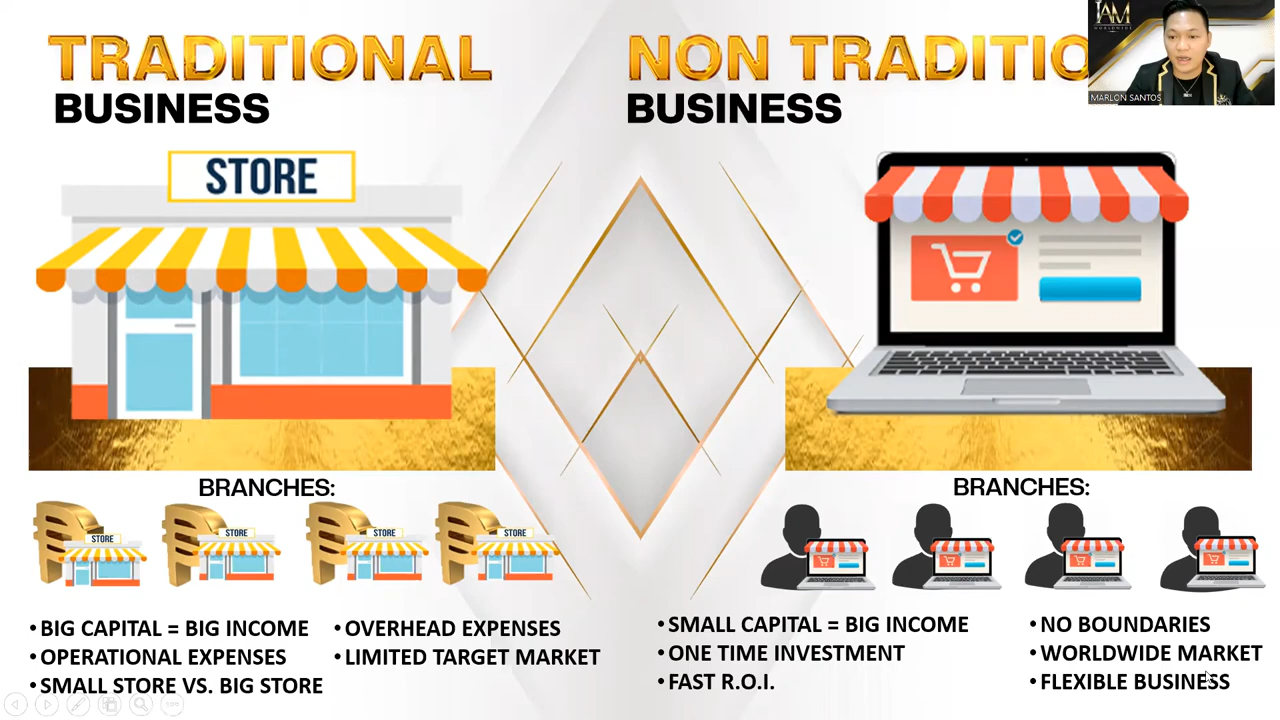 TRADITIONAL
BUSINESS
STORE
BRANCHES:
STORE
STORE
STORE
STORE
•BIG CAPITAL = BIG INCOME
•OPERATIONAL EXPENSES
•SMALL STORE VS. BIG STORE
•OVERHEAD EXPENSES
•LIMITED TARGET MARKET
NON TRADITIO
BUSINESS
IAM
WORLDWIDE
MARLON SANTOS
BRANCHES:
•SMALL CAPITAL = BIG INCOME
•ONE TIME INVESTMENT
•FAST R.O.I.
•NO BOUNDARIES
•WORLDWIDE MARKET
•FLEXIBLE BUSINESS